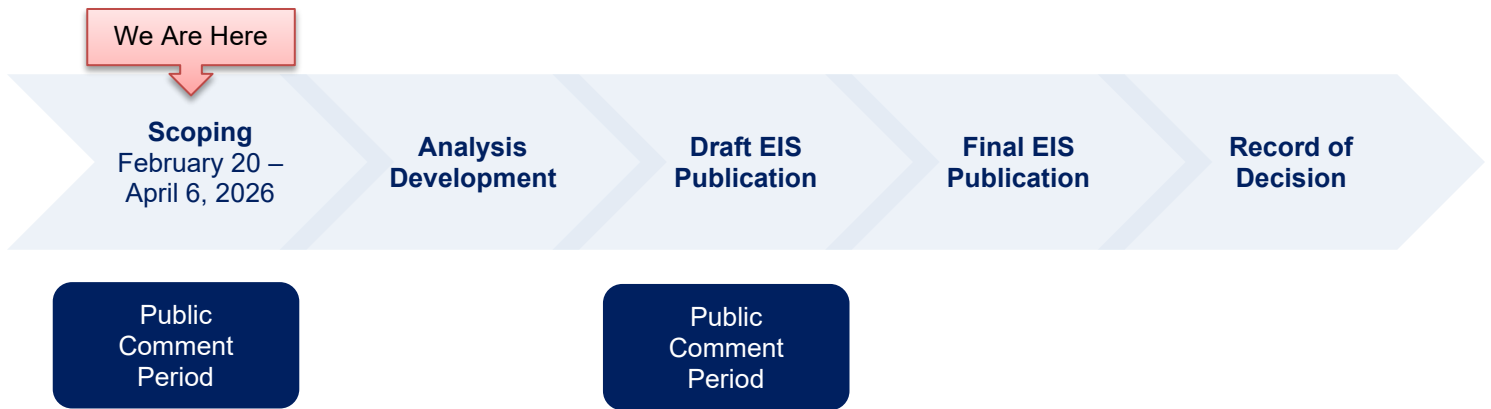 We Are Here
Scoping
February 20 –
April 6, 2026
Analysis
Development
Draft EIS
Publication
Final EIS
Publication
Record of
Decision
Public
Comment
Period
Public
Comment
Period